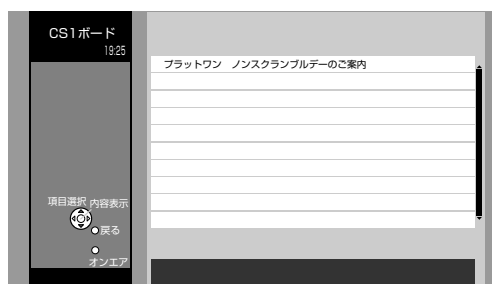 CS1ボード
19:25
プラットワン　ノンスクランブルデーのご案内
項目選択 内容表示
戻る
オンエア